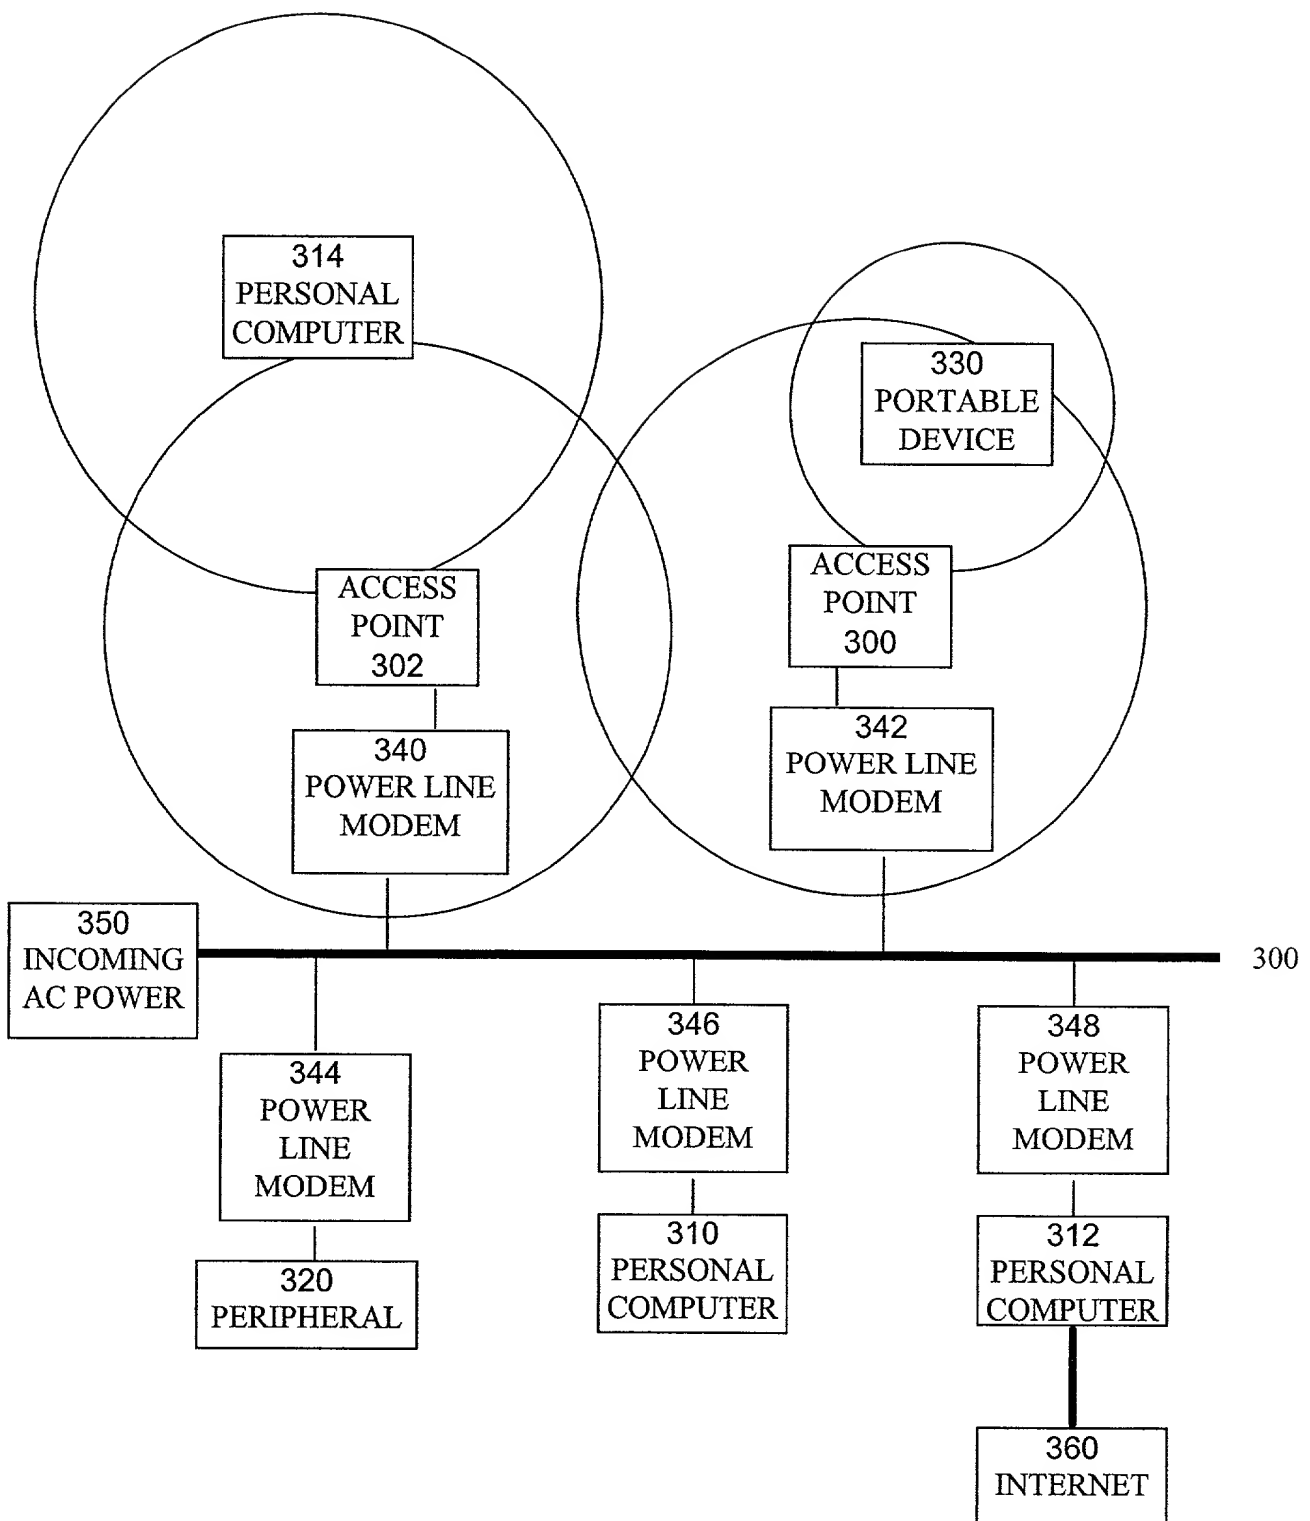 314
PERSONAL
COMPUTER
330
PORTABLE
DEVICE
ACCESS
POINT
302
ACCESS
POINT
300
340
POWER LINE
MODEM
342
POWER LINE
MODEM
350
INCOMING
AC POWER
300
344
POWER
LINE
MODEM
346
POWER
LINE
MODEM
348
POWER
LINE
MODEM
320
PERIPHERAL
310
PERSONAL
COMPUTER
312
PERSONAL
COMPUTER
360
INTERNET